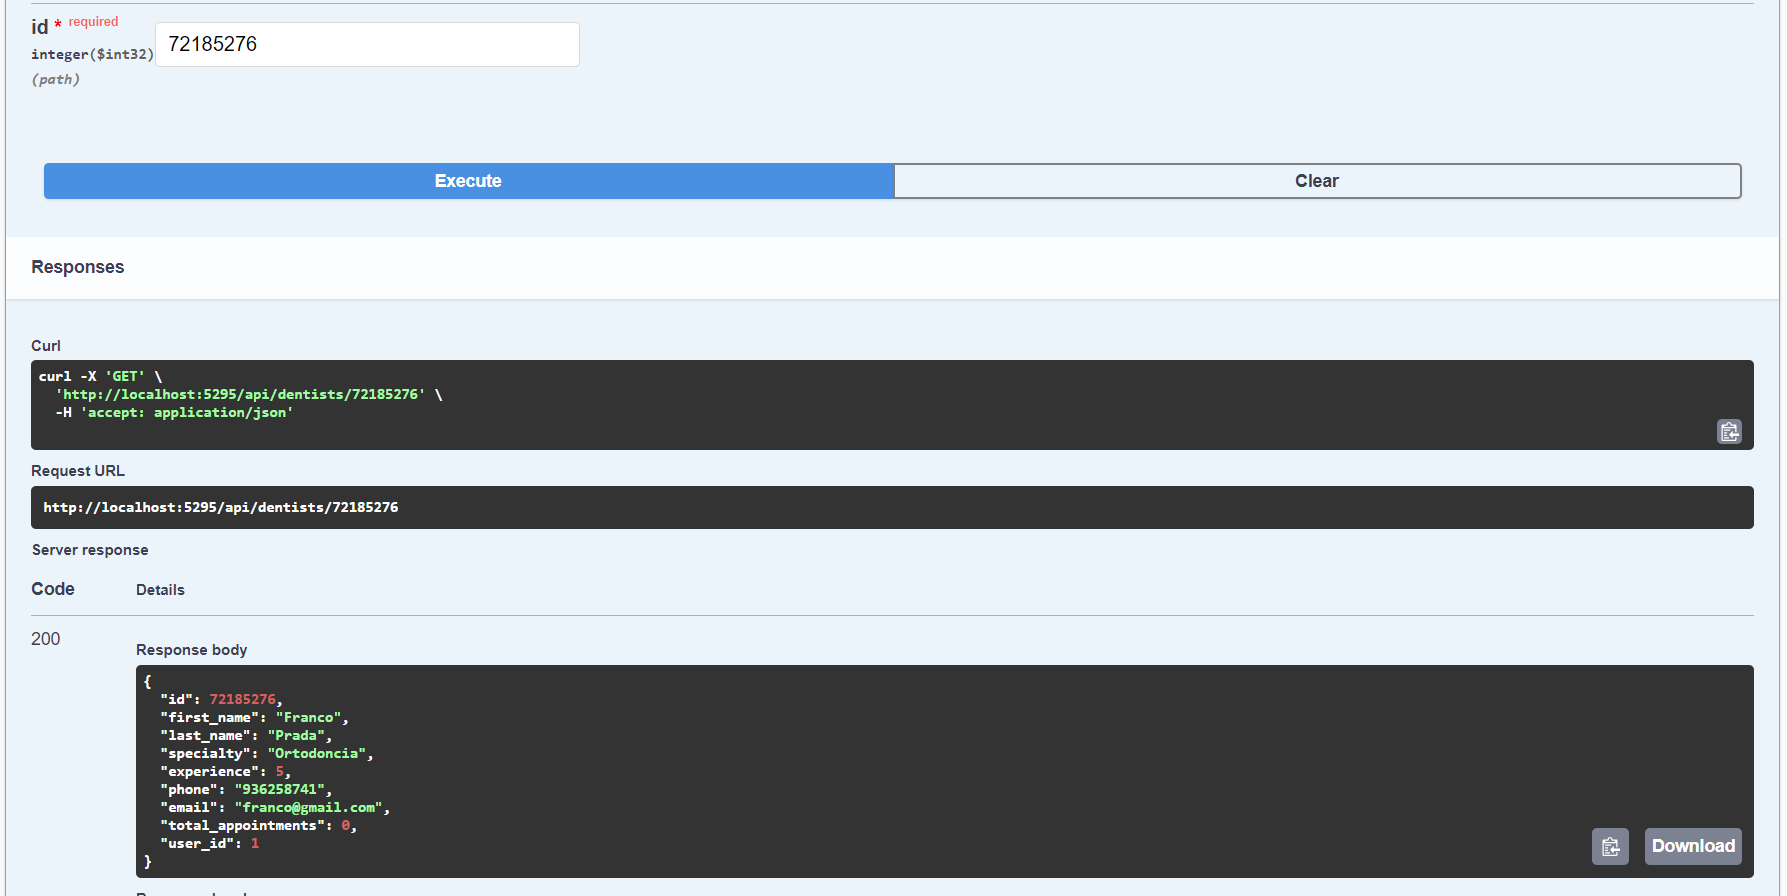 id * required
72185276
integer($int32)
(path)
Execute
Clear
Responses
Curl
curl -X 'GET' \
  'http://localhost:5295/api/dentists/72185276' \
  -H 'accept: application/json'
Request URL
http://localhost:5295/api/dentists/72185276
Server response
Code Details
200
Response body
{
  "id": 72185276,
  "first_name": "Franco",
  "last_name": "Prada",
  "specialty": "Ortodoncia",
  "experience": 5,
  "phone": "936258741",
  "email": "franco@gmail.com",
  "total_appointments": 0,
  "user_id": 1
}
Download